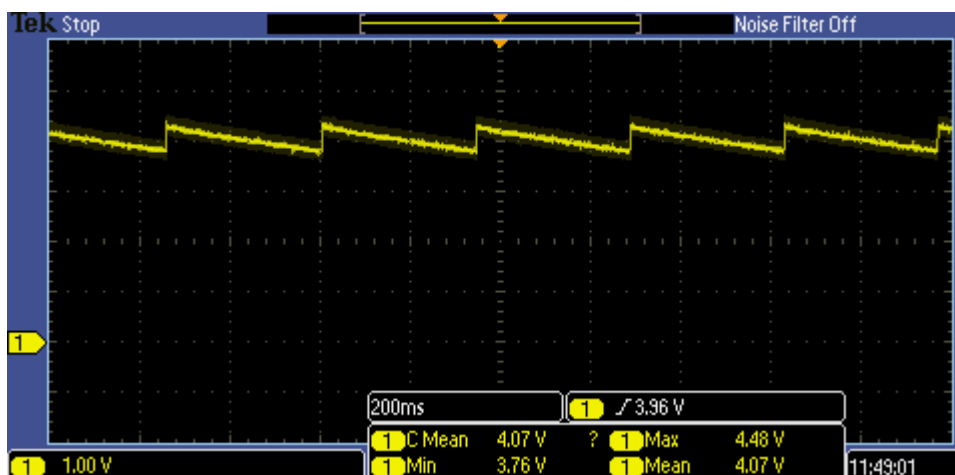 Tek Stop Noise Filter Off
1
200ms 1 3.96 V
1 C Mean 4.07 V ? 1 Max 4.48 V
1 1.00 V 1 Min 3.76 V 1 Mean 4.07 V 11:49:01